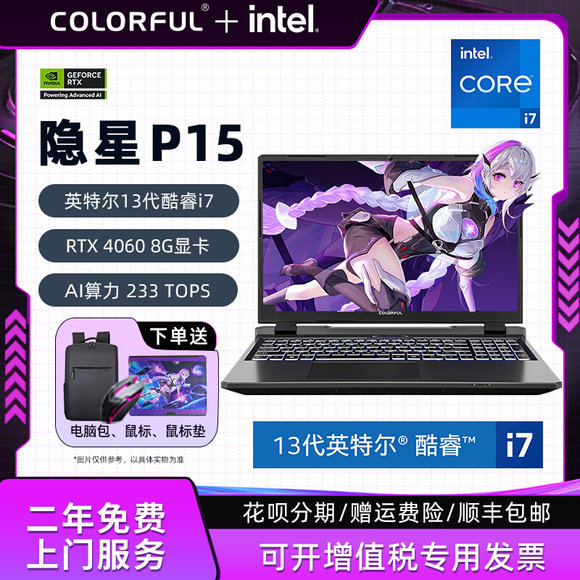 COLORFUL® + intel®
NVIDIA GEFORCE RTX
Powering Advanced AI
intel
CORE
i7
隐星P15
英特尔13代酷睿i7
RTX 4060 8G显卡
AI算力 233 TOPS
COLORFUL
下单送
电脑包、鼠标、鼠标垫
*图片仅供参考，以具体实物为准
13代英特尔® 酷睿™ i7
二年免费
上门服务
花呗分期/赠运费险/顺丰包邮
可开增值税专用发票